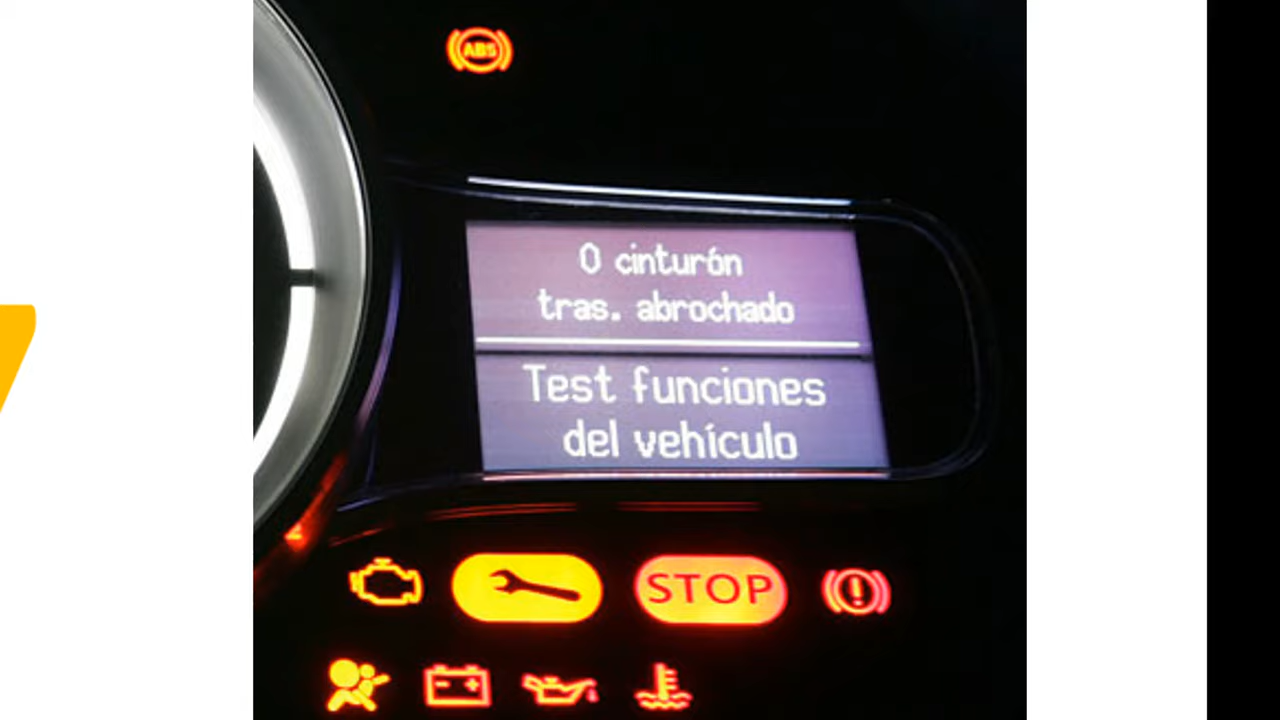 ABS
0 cinturón
tras. abrochado
Test funciones
del vehículo
STOP